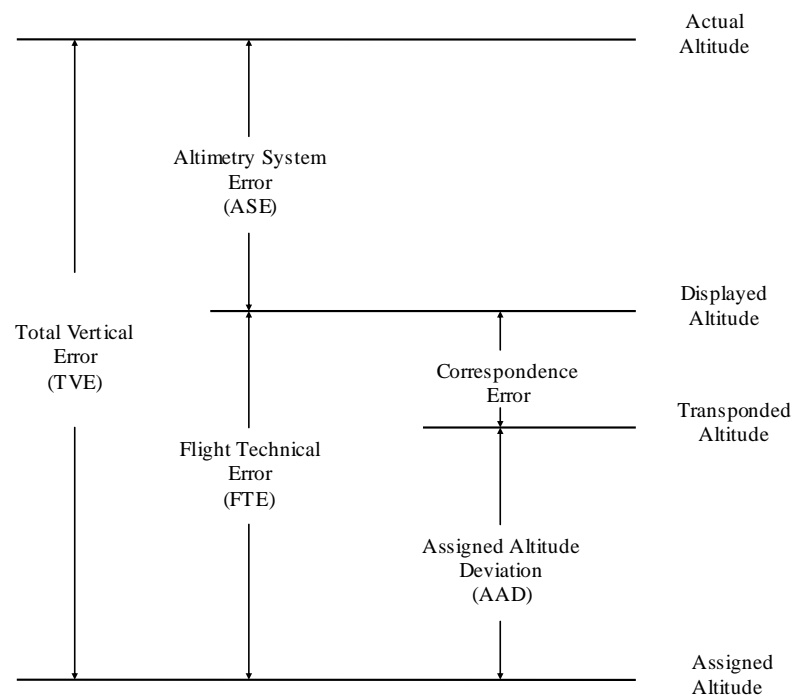 Actual
Altitude
Altimetry System
Error
(ASE)
Displayed
Altitude
Total Vertical
Error
(TVE)
Correspondence
Error
Transponded
Altitude
Flight Technical
Error
(FTE)
Assigned Altitude
Deviation
(AAD)
Assigned
Altitude